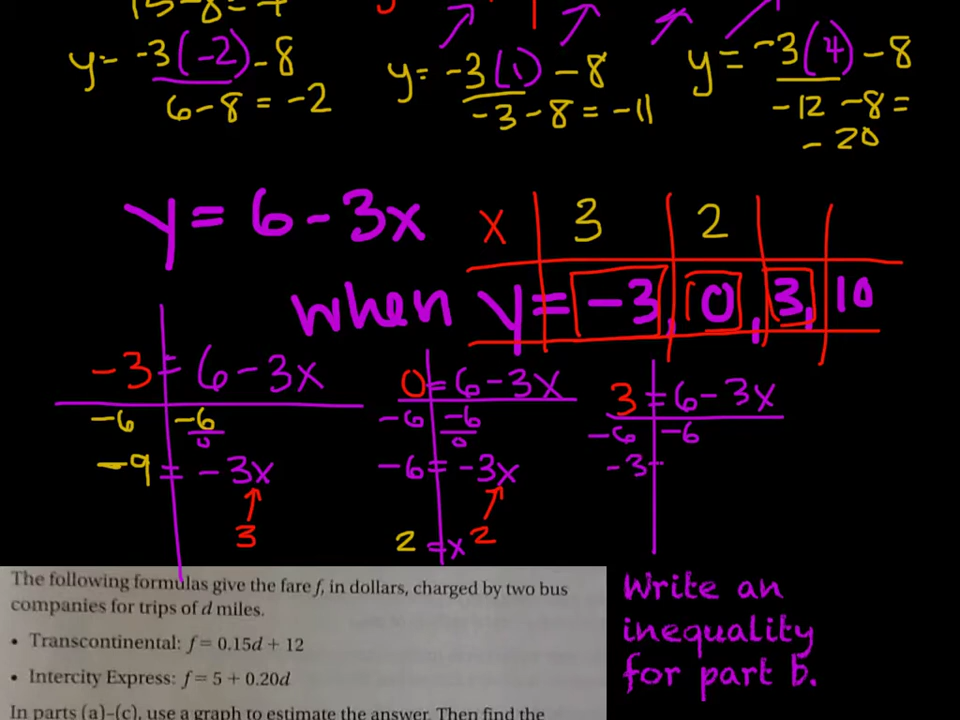 15-8=7
y= -3(-2)-8
6-8=-2
y= -3(1)-8
-3-8=-11
y= -3(4)-8
-12-8=
-20
y=6-3x
x 3 2
when y= -3, 0, 3, 10
-3=6-3x
-6 -6
0
-9=-3x
3
0=6-3x
-6 -6
0
-6=-3x
2=x 2
3=6-3x
-6 -6
-3-
The following formulas give the fare f, in dollars, charged by two bus
companies for trips of d miles.
• Transcontinental: f = 0.15d + 12
• Intercity Express: f = 5 + 0.20d
In parts (a)–(c), use a graph to estimate the answer. Then find the
Write an
inequality
for part b.